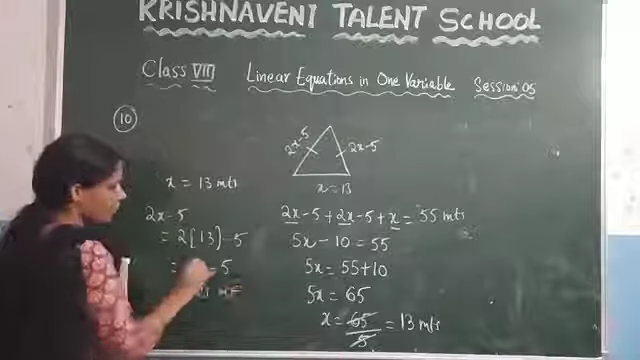 KRISHNAVENI TALENT SCHOOL
Class VIII Linear Equations in One Variable Session 05
10
2x-5 2x-5
x = 13
x = 13 mts
2x-5
= 2[13]-5
= 5
2x-5+2x-5+x = 55 mts
5x-10 = 55
5x = 55+10
5x = 65
x = 65/5 = 13 mts